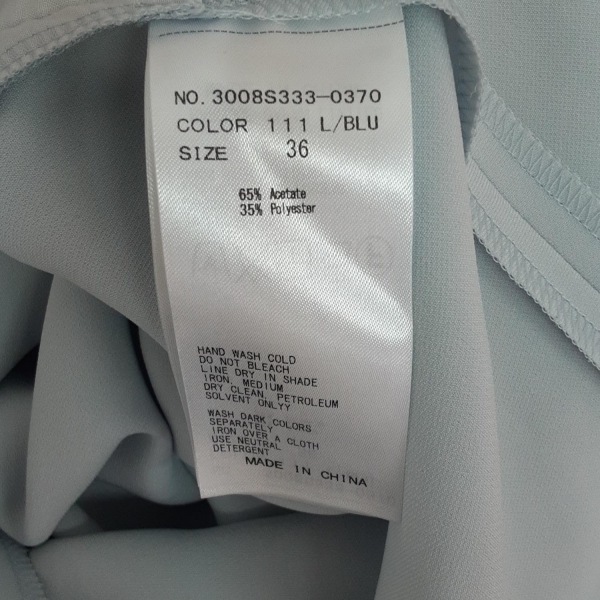 NO. 3008S333-0370
COLOR 111 L/BLU
SIZE 36
65% Acetate
35% Polyester
HAND WASH COLD
DO NOT BLEACH
LINE DRY IN SHADE
IRON, MEDIUM
DRY CLEAN, PETROLEUM
SOLVENT ONLYY
WASH DARK COLORS
SEPARATELY
IRON OVER A CLOTH
USE NEUTRAL
DETERGENT
MADE IN CHINA